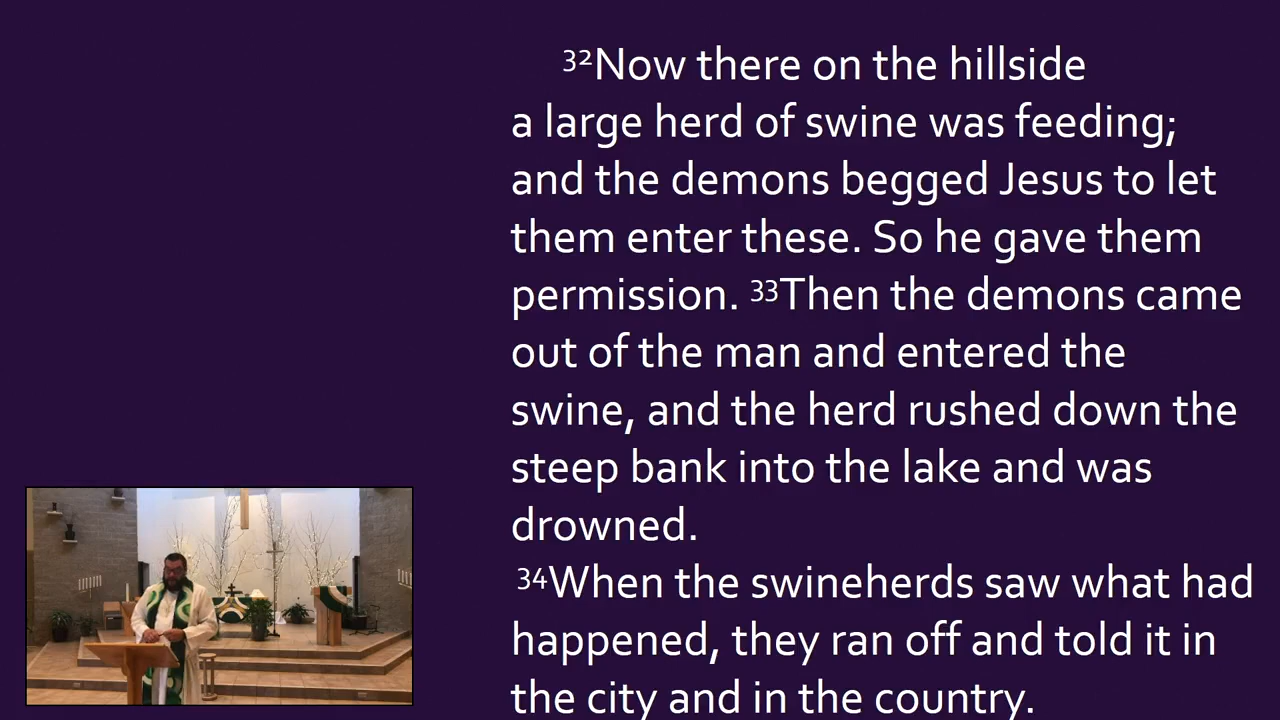 ³²Now there on the hillside
a large herd of swine was feeding;
and the demons begged Jesus to let
them enter these. So he gave them
permission. ³³Then the demons came
out of the man and entered the
swine, and the herd rushed down the
steep bank into the lake and was
drowned.
³⁴When the swineherds saw what had
happened, they ran off and told it in
the city and in the country.